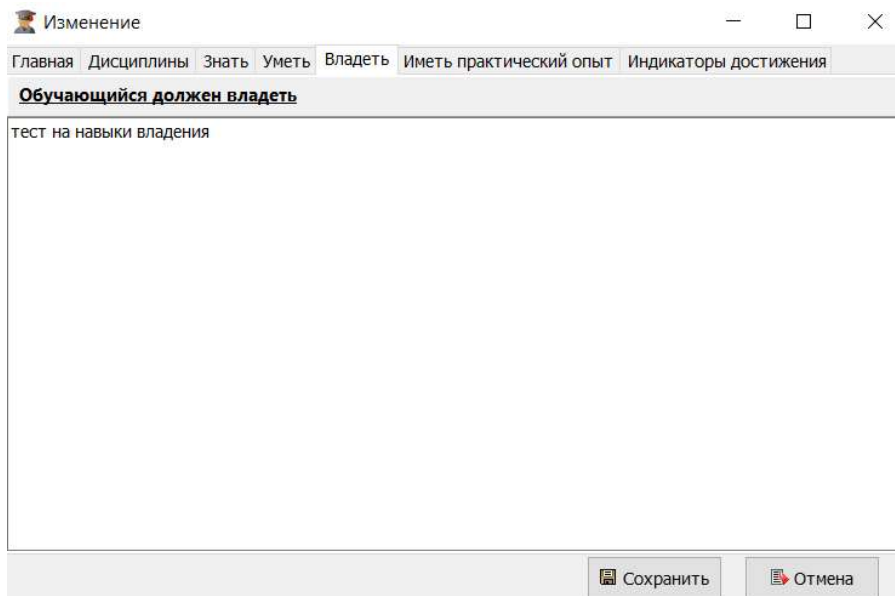 Изменение
Главная Дисциплины Знать Уметь Владеть Иметь практический опыт Индикаторы достижения
Обучающийся должен владеть
тест на навыки владения
Сохранить Отмена